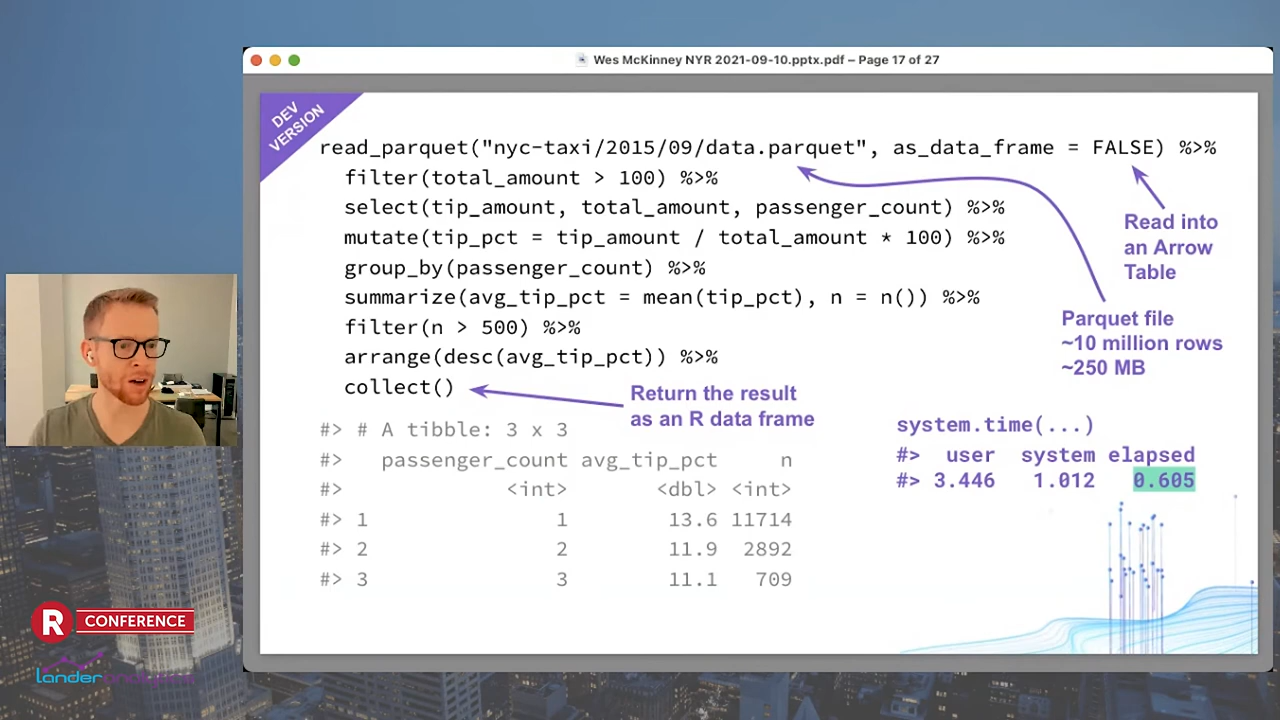 Wes McKinney NYR 2021-09-10.pptx.pdf – Page 17 of 27
DEV
VERSION
read_parquet("nyc-taxi/2015/09/data.parquet", as_data_frame = FALSE) %>%
filter(total_amount > 100) %>%
select(tip_amount, total_amount, passenger_count) %>%
mutate(tip_pct = tip_amount / total_amount * 100) %>%
group_by(passenger_count) %>%
summarize(avg_tip_pct = mean(tip_pct), n = n()) %>%
filter(n > 500) %>%
arrange(desc(avg_tip_pct)) %>%
collect()
Read into
an Arrow
Table
Parquet file
~10 million rows
~250 MB
Return the result
as an R data frame
#> # A tibble: 3 x 3
#> passenger_count avg_tip_pct n
#> <int> <dbl> <int>
#> 1 1 13.6 11714
#> 2 2 11.9 2892
#> 3 3 11.1 709
system.time(...)
#> user system elapsed
#> 3.446 1.012 0.605
R CONFERENCE
lander analytics